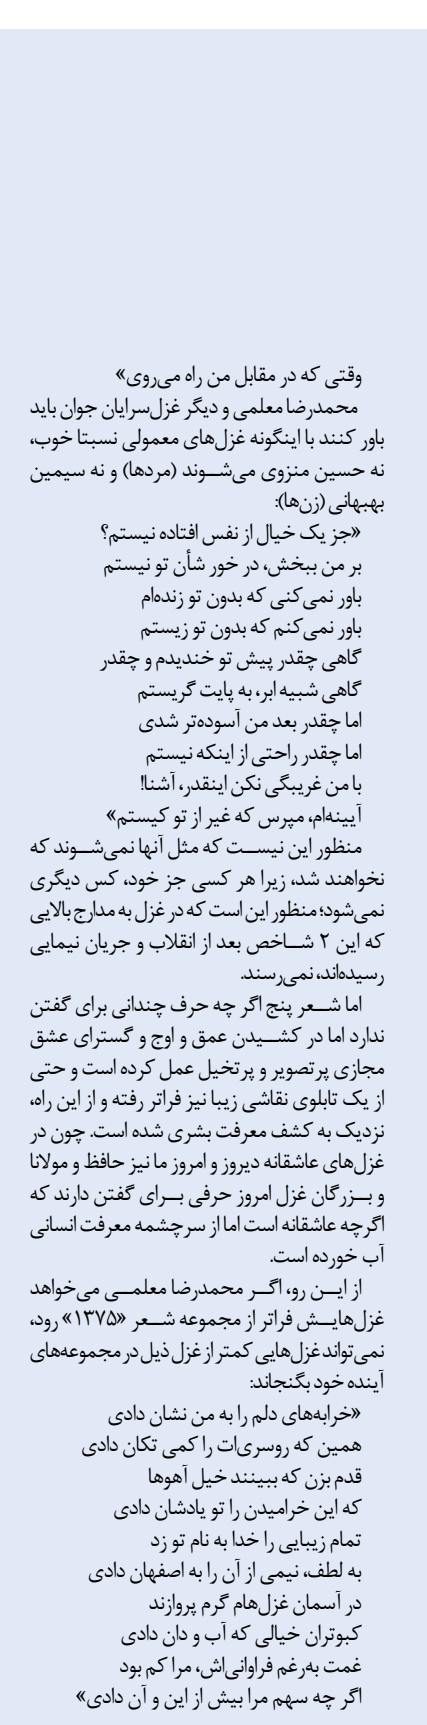 وقتی که در مقابل من راه می‌روی»
محمدرضا معلمی و دیگر غزل‌سرایان جوان باید
باور کنند با اینگونه غزل‌های معمولی نسبتا خوب،
نه حسین منزوی می‌شوند (مردها) و نه سیمین
بهبهانی (زن‌ها):
«جز یک خیال از نفس افتاده نیستم؟
بر من ببخش، در خور شأن تو نیستم
باور نمی‌کنی که بدون تو زنده‌ام
باور نمی‌کنم که بدون تو زیستم
گاهی چقدر پیش تو خندیدم و چقدر
گاهی شبیه ابر، به پایت گریستم
اما چقدر بعد من آسوده‌تر شدی
اما چقدر راحتی از اینکه نیستم
با من غریبگی نکن اینقدر، آشنا!
آیینه‌ام، مپرس که غیر از تو کیستم»
منظور این نیست که مثل آنها نمی‌شوند که
نخواهند شد، زیرا هر کسی جز خود، کس دیگری
نمی‌شود؛ منظور این است که در غزل به مدارج بالایی
که این ۲ شاخص بعد از انقلاب و جریان نیمایی
رسیده‌اند، نمی‌رسند.
اما شعر پنج اگر چه حرف چندانی برای گفتن
ندارد اما در کشیدن عمق و اوج و گسترای عشق
مجازی پرتصویر و پرتخیل عمل کرده است و حتی
از یک تابلوی نقاشی زیبا نیز فراتر رفته و از این راه،
نزدیک به کشف معرفت بشری شده است. چون در
غزل‌های عاشقانه دیروز و امروز ما نیز حافظ و مولانا
و بزرگان غزل امروز حرفی برای گفتن دارند که
اگرچه عاشقانه است اما از سرچشمه معرفت انسانی
آب خورده است.
از این رو، اگر محمدرضا معلمی می‌خواهد
غزل‌هایش فراتر از مجموعه شعر «۱۳۷۵» رود،
نمی‌تواند غزل‌هایی کمتر از غزل ذیل در مجموعه‌های
آینده خود بگنجاند:
«خرابه‌های دلم را به من نشان دادی
همین که روسری‌ات را کمی تکان دادی
قدم بزن که ببینند خیل آهوها
که این خرامیدن را تو یادشان دادی
تمام زیبایی را خدا به نام تو زد
به لطف، نیمی از آن را به اصفهان دادی
در آسمان غزل‌هام گرم پروازند
کبوتران خیالی که آب و دان دادی
غمت به‌رغم فراوانی‌اش، مرا کم بود
اگر چه سهم مرا بیش از این و آن دادی»